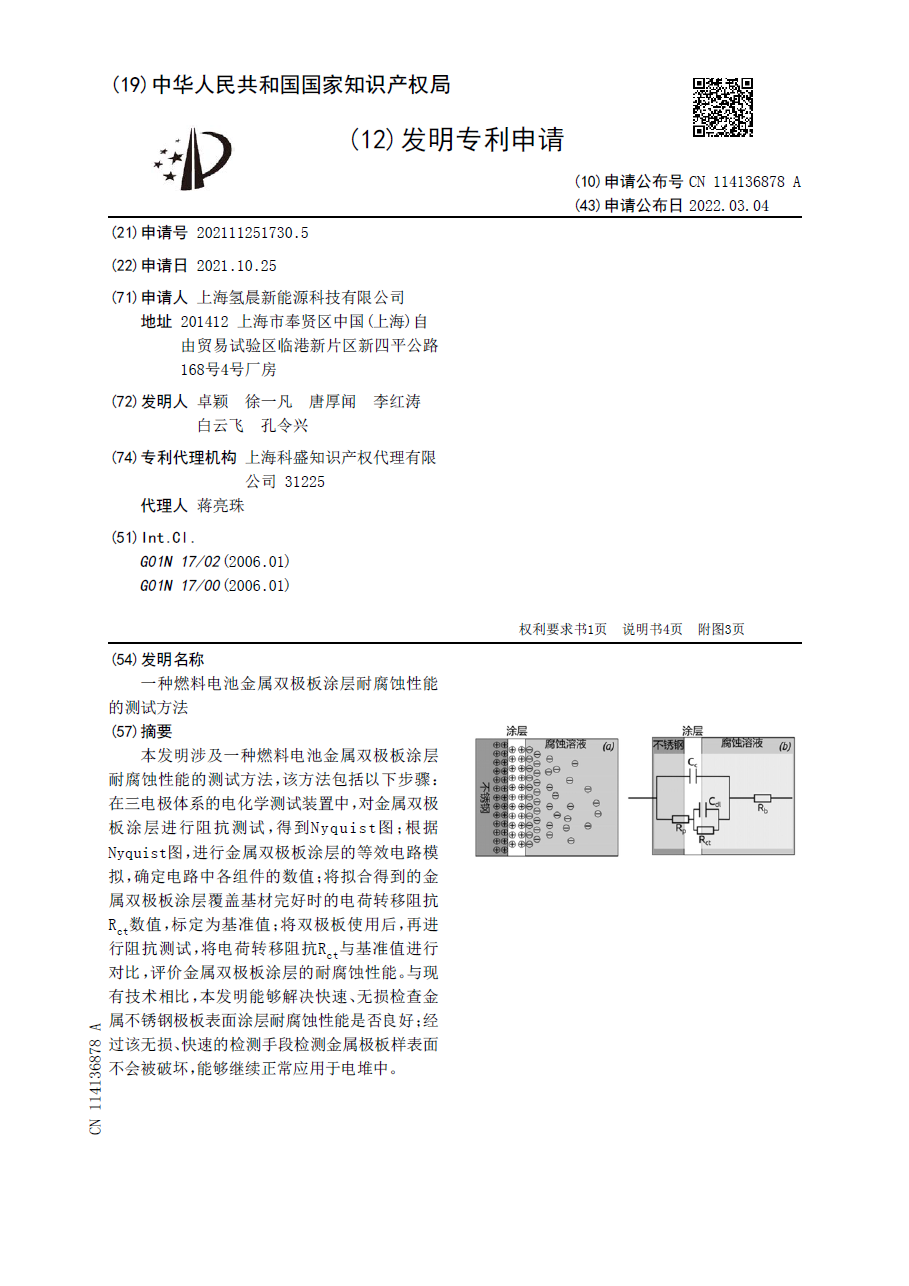 (19)中华人民共和国国家知识产权局
(12)发明专利申请
(10)申请公布号 CN 114136878 A
(43)申请公布日 2022.03.04
(21)申请号 202111251730.5
(22)申请日 2021.10.25
(71)申请人 上海氢晨新能源科技有限公司
地址 201412 上海市奉贤区中国(上海)自
由贸易试验区临港新片区新四平公路
168号4号厂房
(72)发明人 卓颖 徐一凡 唐厚闻 李红涛
白云飞 孔令兴
(74)专利代理机构 上海科盛知识产权代理有限
公司 31225
代理人 蒋亮珠
(51)Int.Cl.
G01N 17/02(2006.01)
G01N 17/00(2006.01)
权利要求书1页 说明书4页 附图3页
(54)发明名称
一种燃料电池金属双极板涂层耐腐蚀性能
的测试方法
(57)摘要
本发明涉及一种燃料电池金属双极板涂层
耐腐蚀性能的测试方法,该方法包括以下步骤:
在三电极体系的电化学测试装置中,对金属双极
板涂层进行阻抗测试,得到Nyquist图;根据
Nyquist图,进行金属双极板涂层的等效电路模
拟,确定电路中各组件的数值;将拟合得到的金
属双极板涂层覆盖基材完好时的电荷转移阻抗
Rct数值,标定为基准值;将双极板使用后,再进
行阻抗测试,将电荷转移阻抗Rct与基准值进行
对比,评价金属双极板涂层的耐腐蚀性能。与现
有技术相比,本发明能够解决快速、无损检查金
属不锈钢极板表面涂层耐腐蚀性能是否良好;经
过该无损、快速的检测手段检测金属极板样表面
不会被破坏,能够继续正常应用于电堆中。
涂层
腐蚀溶液
(a)
不锈钢
涂层
不锈钢
腐蚀溶液
(b)
Cc
Cdl
Rp
Rct
Rb
CN 114136878 A